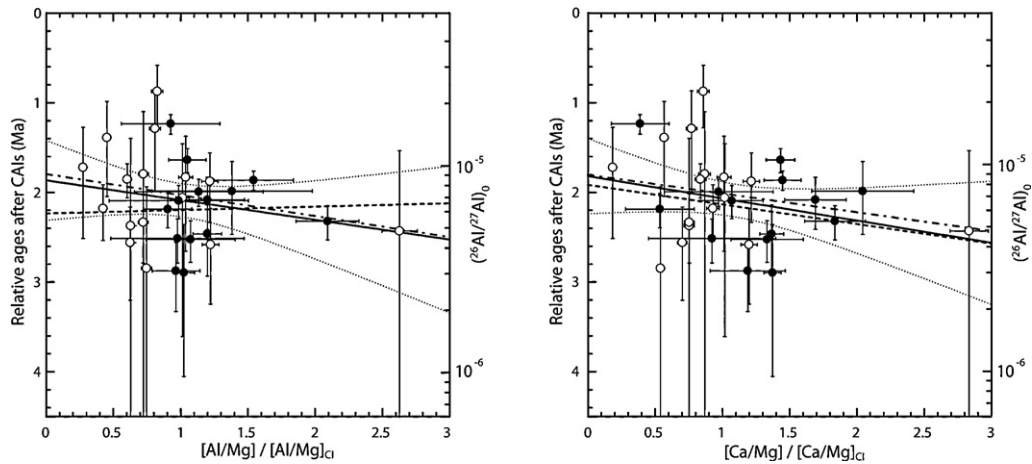 0
1
2
3
4
Relative ages after CAIs (Ma)
10⁻⁵
10⁻⁶
(²⁶Al/²⁷Al)₀
0 0.5 1 1.5 2 2.5 3
[Al/Mg] / [Al/Mg]CI
0
1
2
3
4
Relative ages after CAIs (Ma)
10⁻⁵
10⁻⁶
(²⁶Al/²⁷Al)₀
0 0.5 1 1.5 2 2.5 3
[Ca/Mg] / [Ca/Mg]CI